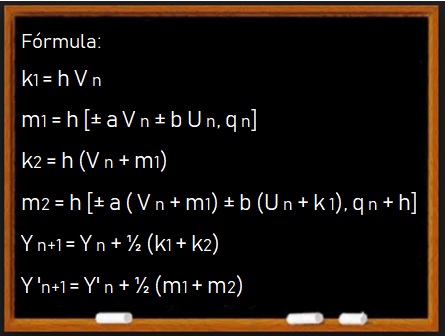 Fórmula:
k1 = h V n
m1 = h [± a V n ± b U n, q n]
k2 = h (V n + m1)
m2 = h [± a ( V n + m1) ± b (U n + k 1), q n + h]
Y n+1 = Y n + ½ (k1 + k2)
Y 'n+1 = Y' n + ½ (m1 + m2)